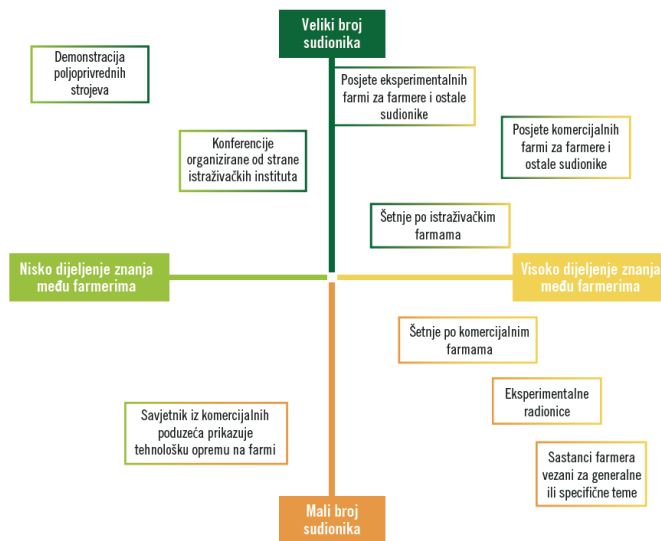 Veliki broj
sudionika
Demonstracija
poljoprivrednih
strojeva
Posjete eksperimentalnih
farmi za farmere i ostale
sudionike
Posjete komercijalnih
farmi za farmere i
ostale sudionike
Konferencije
organizirane od strane
istraživačkih instituta
Šetnje po istraživačkim
farmama
Nisko dijeljenje znanja
među farmerima
Visoko dijeljenje znanja
među farmerima
Šetnje po komercijalnim
farmama
Eksperimentalne
radionice
Savjetnik iz komercijalnih
poduzeća prikazuje
tehnološku opremu na farmi
Sastanci farmera
vezani za generalne
ili specifične teme
Mali broj
sudionika